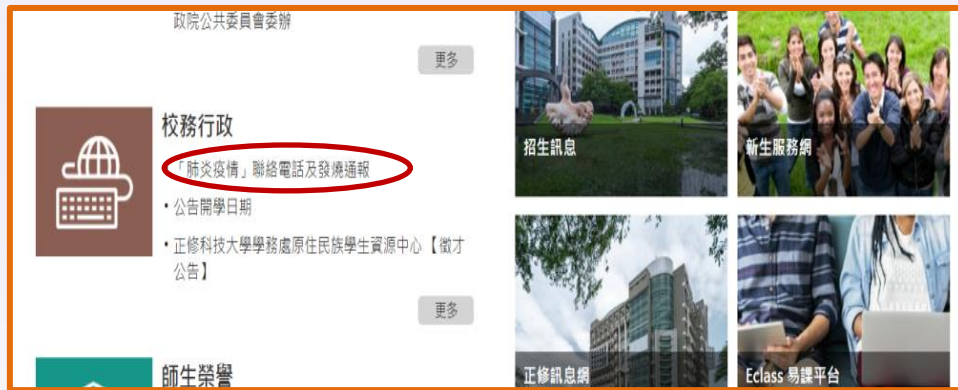 政院公共委員會委辦
更多
校務行政
「肺炎疫情」聯絡電話及發燒通報
• 公告開學日期
• 正修科技大學學務處原住民族學生資源中心【徵才
公告】
更多
師生榮譽
招生訊息
新生服務網
正修訊息網
Eclass 易課平台